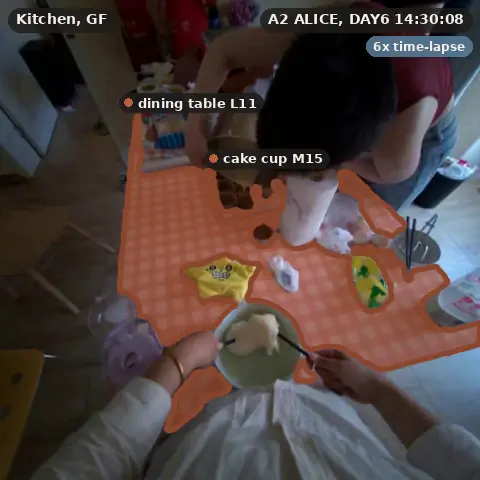 Kitchen, GF
A2 ALICE, DAY6 14:30:08
6x time-lapse
dining table L11
cake cup M15